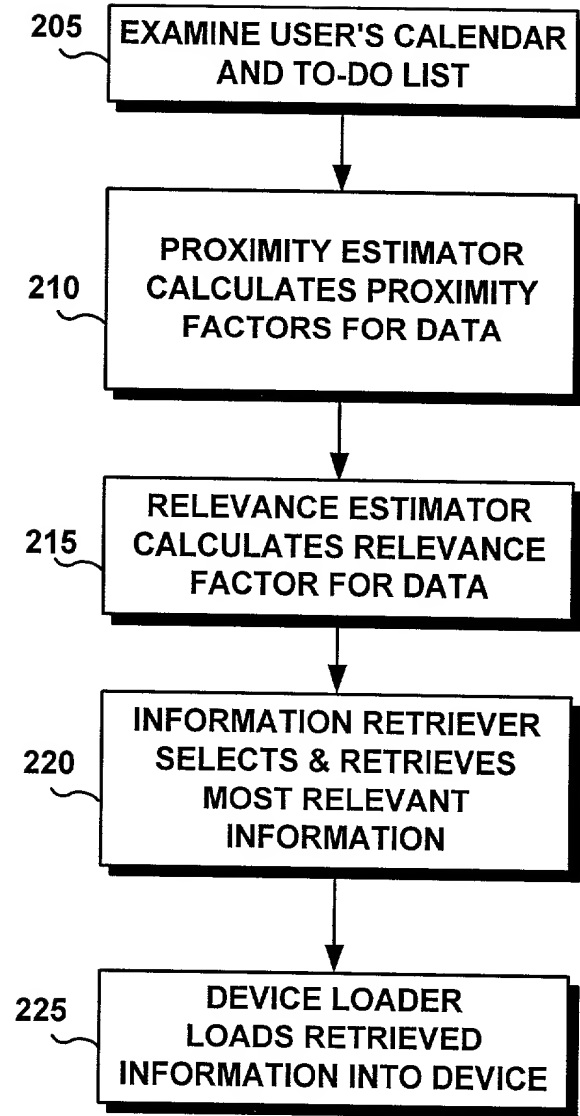 205
EXAMINE USER'S CALENDAR
AND TO-DO LIST
210
PROXIMITY ESTIMATOR
CALCULATES PROXIMITY
FACTORS FOR DATA
215
RELEVANCE ESTIMATOR
CALCULATES RELEVANCE
FACTOR FOR DATA
220
INFORMATION RETRIEVER
SELECTS & RETRIEVES
MOST RELEVANT
INFORMATION
225
DEVICE LOADER
LOADS RETRIEVED
INFORMATION INTO DEVICE